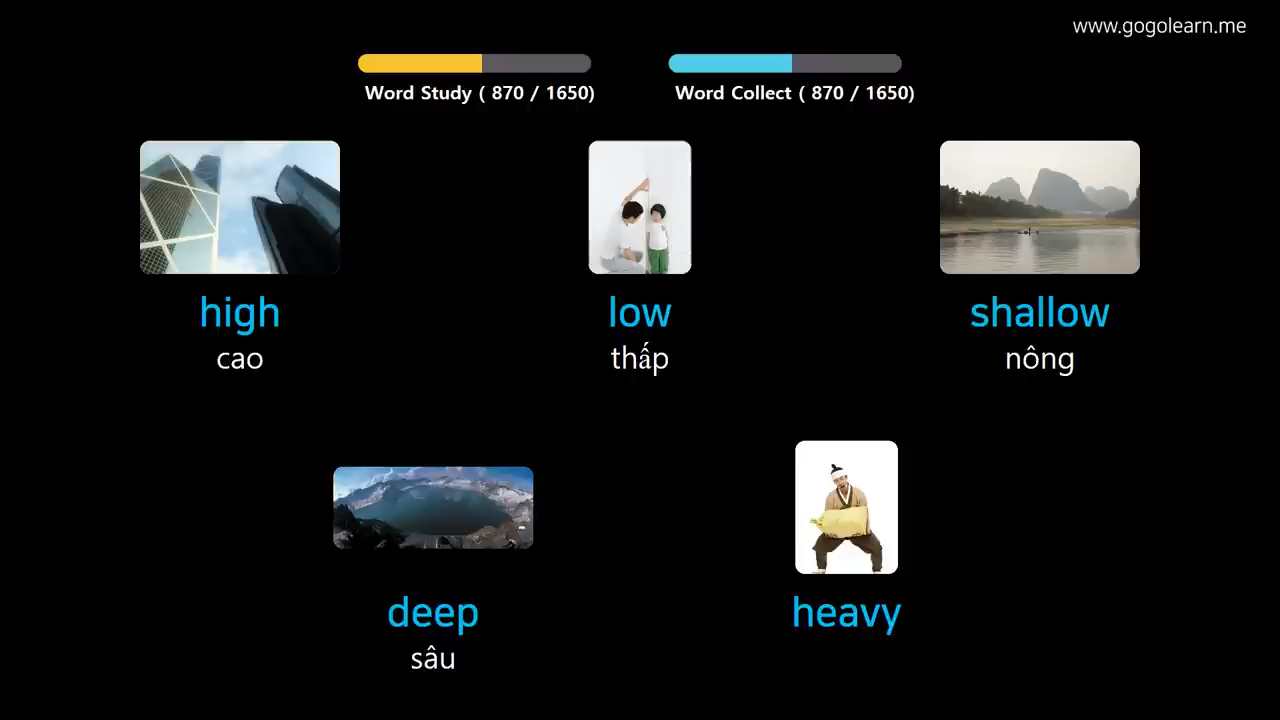 www.gogolearn.me
Word Study ( 870 / 1650)
Word Collect ( 870 / 1650)
high
low
shallow
cao
thấp
nông
deep
heavy
sâu